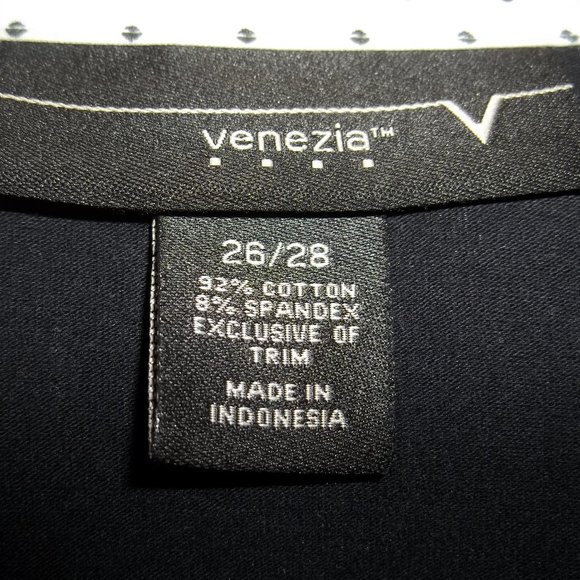 venezia™
26/28
92% COTTON
8% SPANDEX
EXCLUSIVE OF
TRIM
MADE IN
INDONESIA